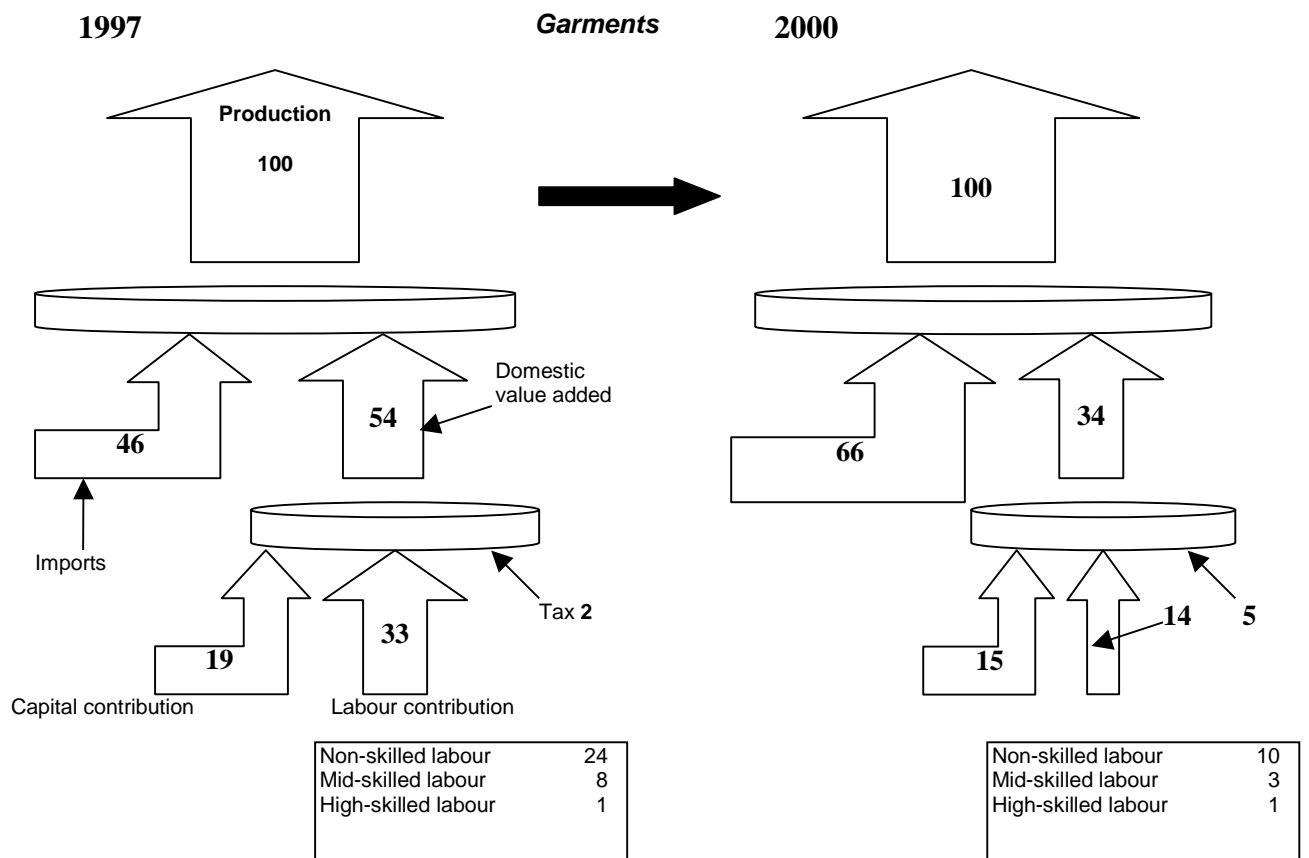 1997
Garments
2000
Production
100
100
Domestic
value added
54
46
34
66
Imports
Tax 2
33
19
14
5
15
Capital contribution
Labour contribution
Non-skilled labour 24
Mid-skilled labour 8
High-skilled labour 1
Non-skilled labour 10
Mid-skilled labour 3
High-skilled labour 1